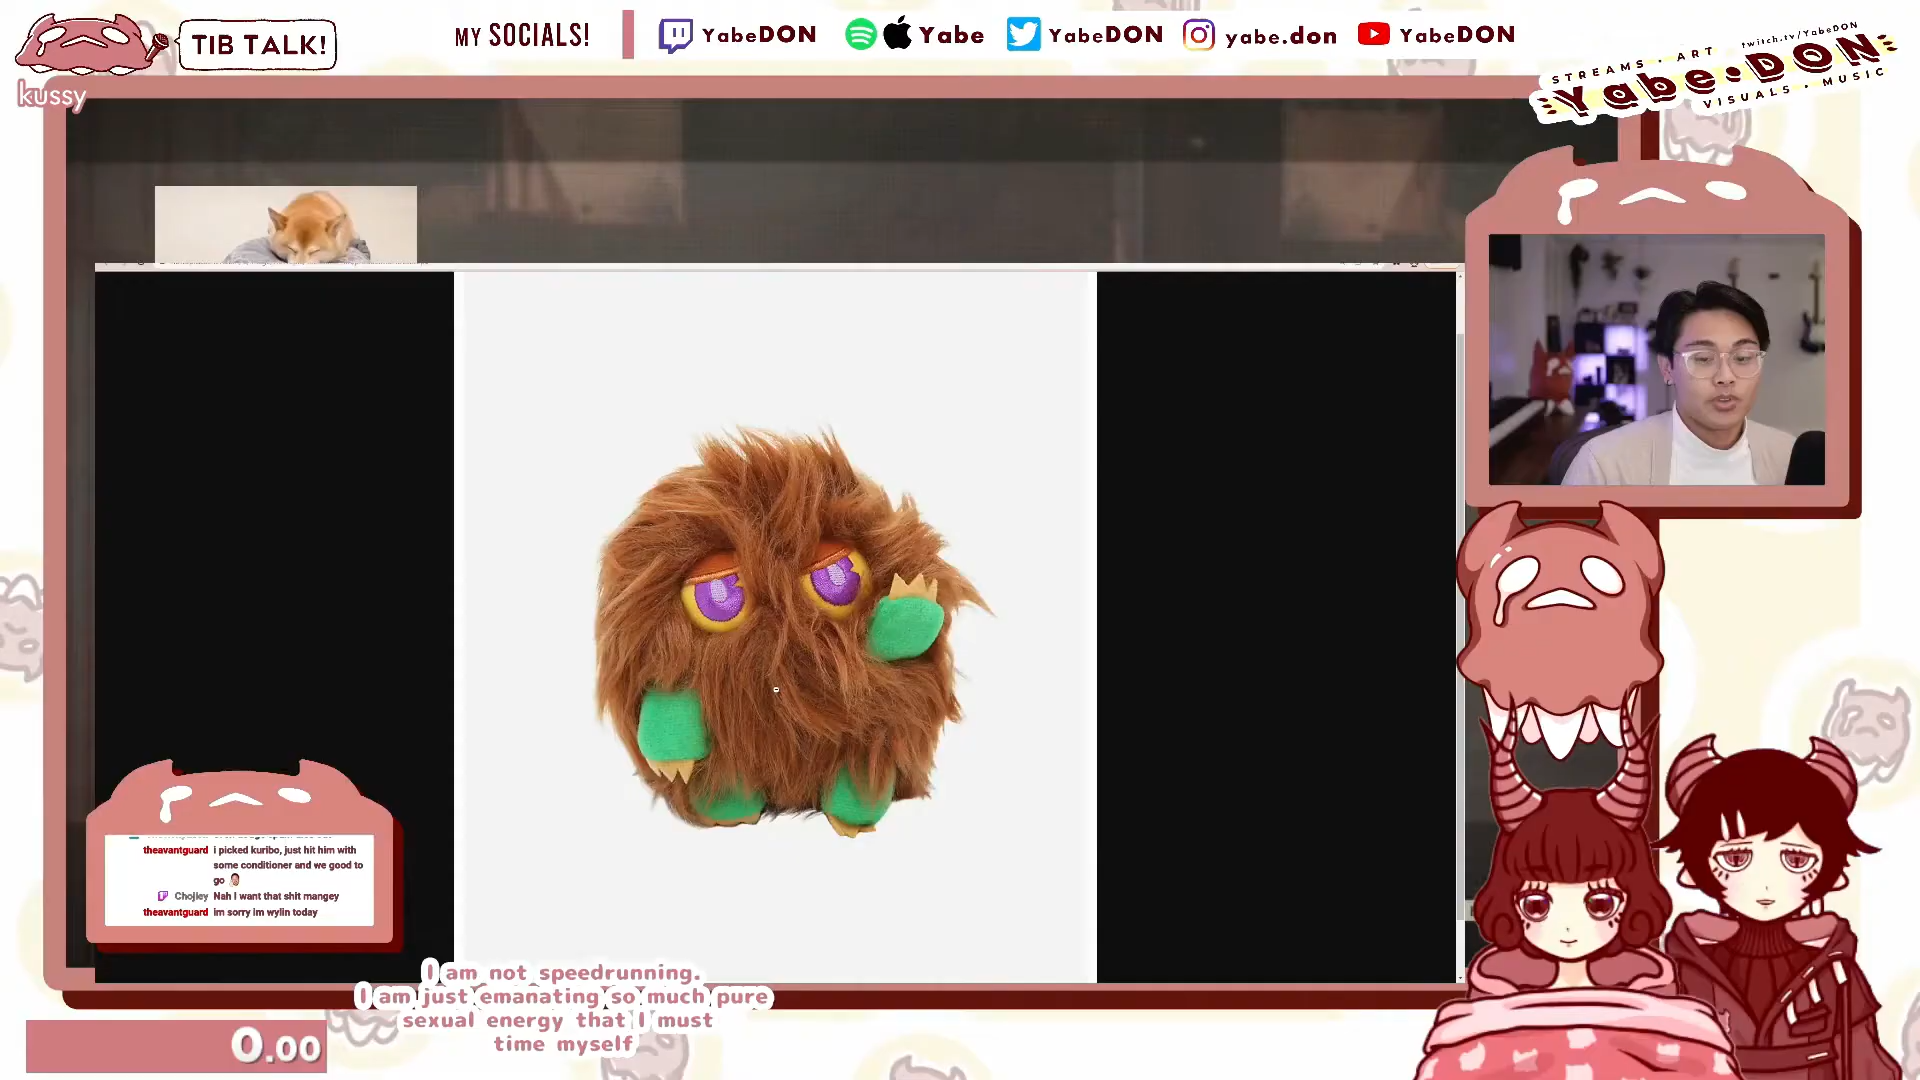 TIB TALK!
MY SOCIALS!
YabeDON
Yabe
YabeDON
yabe.don
YabeDON
twitch.tv/YabeDON
STREAMS · ART
Yabe·DON
VISUALS · MUSIC
kussy
theavantguard i picked kuribo, just hit him with
some conditioner and we good to
go
Chojley Nah I want that shit mangey
theavantguard im sorry im wylin today
I am not speedrunning.
I am just emanating so much pure
sexual energy that I must
time myself
0.00